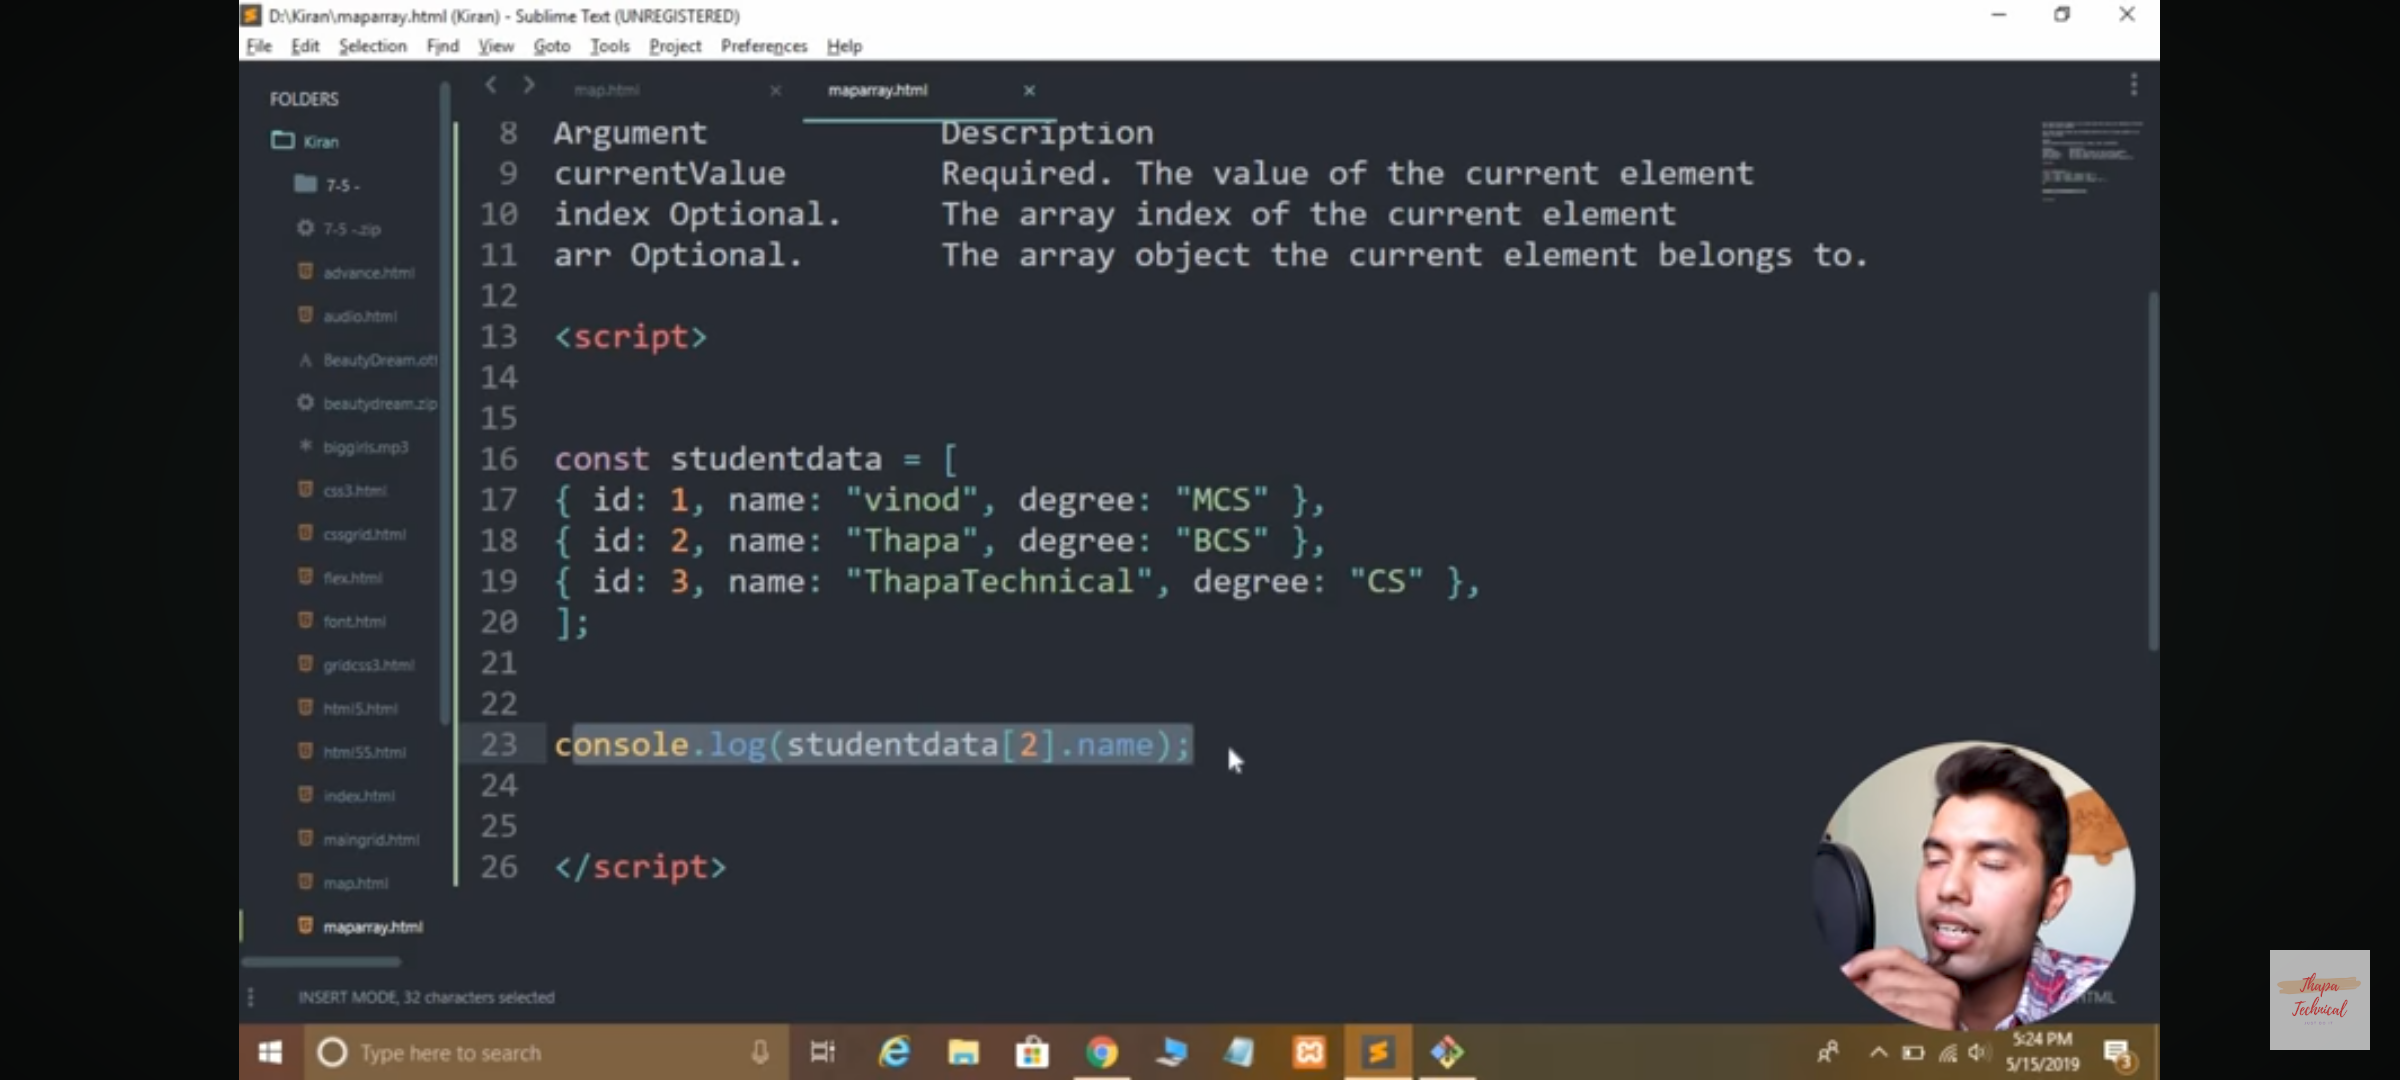 D:\Kiran\maparray.html (Kiran) - Sublime Text (UNREGISTERED)
File Edit Selection Find View Goto Tools Project Preferences Help
FOLDERS
Kiran
7-5 -
7-5 -.zip
advance.html
audio.html
BeautyDream.otf
beautydream.zip
biggirls.mp3
css3.html
cssgrid.html
flex.html
font.html
gridcss3.html
html5.html
html55.html
index.html
maingrid.html
map.html
maparray.html
map.html maparray.html
8 Argument Description
9 currentValue Required. The value of the current element
10 index Optional. The array index of the current element
11 arr Optional. The array object the current element belongs to.
12
13 <script>
14
15
16 const studentdata = [
17 { id: 1, name: "vinod", degree: "MCS" },
18 { id: 2, name: "Thapa", degree: "BCS" },
19 { id: 3, name: "ThapaTechnical", degree: "CS" },
20 ];
21
22
23 console.log(studentdata[2].name);
24
25
26 </script>
INSERT MODE, 32 characters selected
HTML
Type here to search
5:24 PM
5/15/2019
3
Thapa
Technical